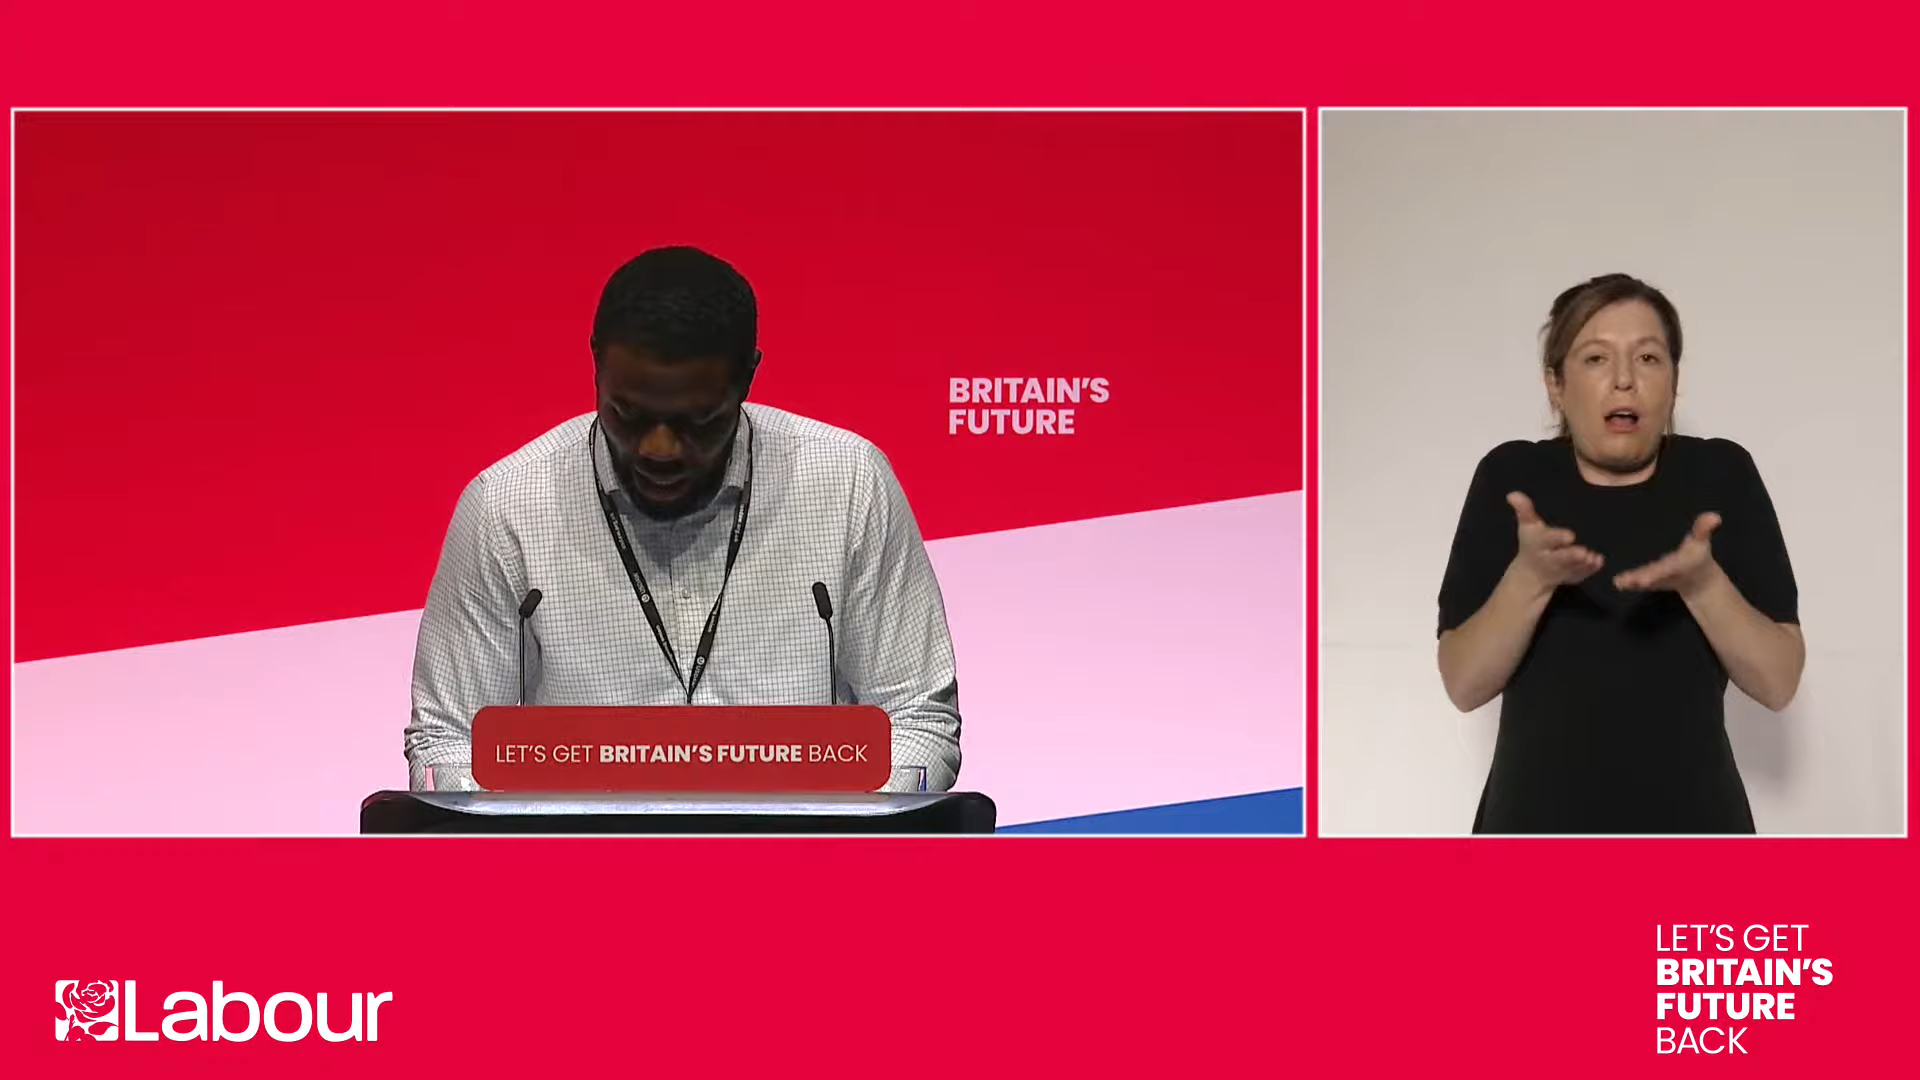 BRITAIN'S
FUTURE
LET'S GET BRITAIN'S FUTURE BACK
Labour
LET'S GET
BRITAIN'S
FUTURE
BACK